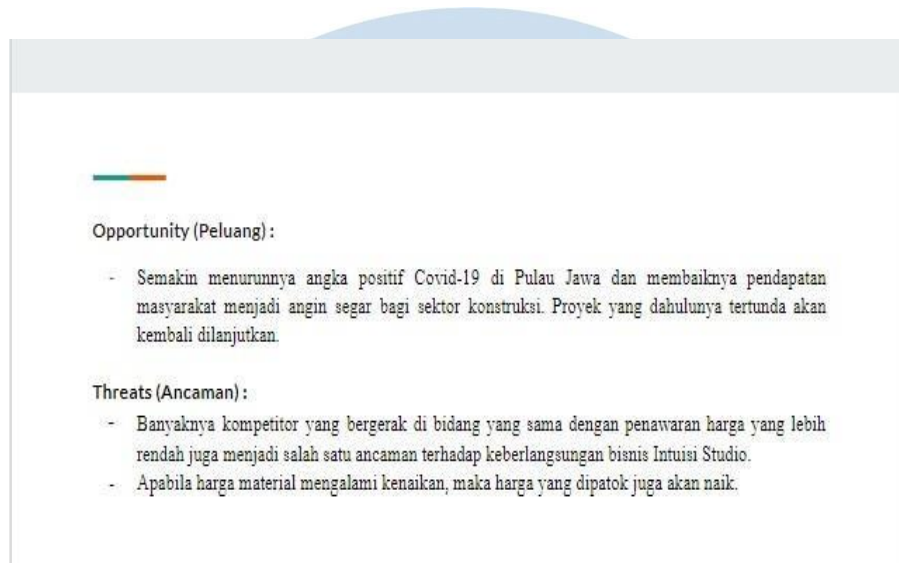 Opportunity (Peluang) :
- Semakin menurunnya angka positif Covid-19 di Pulau Jawa dan membaiknya pendapatan
masyarakat menjadi angin segar bagi sektor konstruksi. Proyek yang dahulunya tertunda akan
kembali dilanjutkan.
Threats (Ancaman) :
- Banyaknya kompetitor yang bergerak di bidang yang sama dengan penawaran harga yang lebih
rendah juga menjadi salah satu ancaman terhadap keberlangsungan bisnis Intuisi Studio.
- Apabila harga material mengalami kenaikan, maka harga yang dipatok juga akan naik.